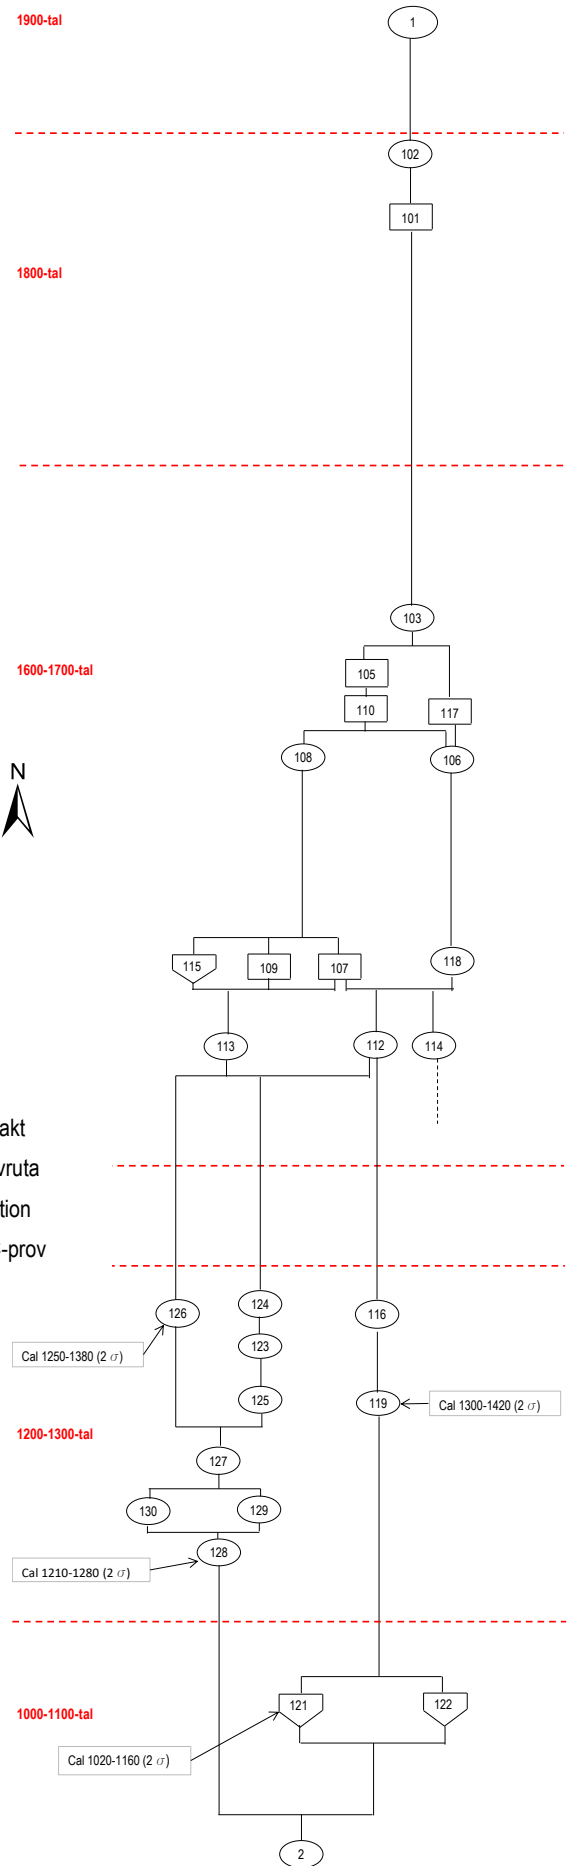 1900-tal
1
102
101
1800-tal
103
1600-1700-tal
105
110
117
108
106
N
115
109
107
118
113
112
114
akt
vruta
tion
-prov
126
124
116
123
Cal 1250-1380 (2 σ)
125
119
Cal 1300-1420 (2 σ)
1200-1300-tal
127
130
129
128
Cal 1210-1280 (2 σ)
121
122
1000-1100-tal
Cal 1020-1160 (2 σ)
2